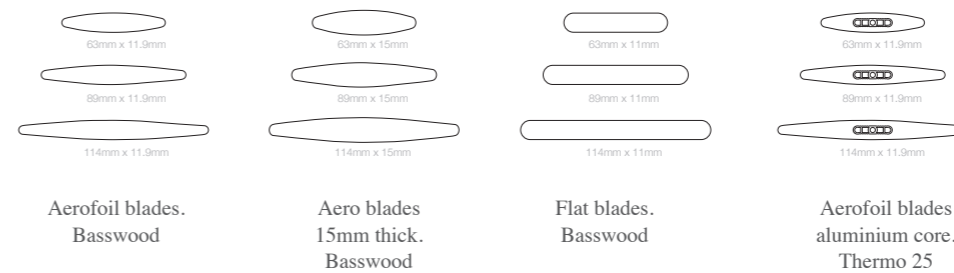 63mm x 11.9mm
63mm x 15mm
63mm x 11mm
63mm x 11.9mm
89mm x 11.9mm
89mm x 15mm
89mm x 11mm
89mm x 11.9mm
114mm x 11.9mm
114mm x 15mm
114mm x 11mm
114mm x 11.9mm
Aerofoil blades.
Basswood
Aero blades
15mm thick.
Basswood
Flat blades.
Basswood
Aerofoil blades
aluminium core.
Thermo 25